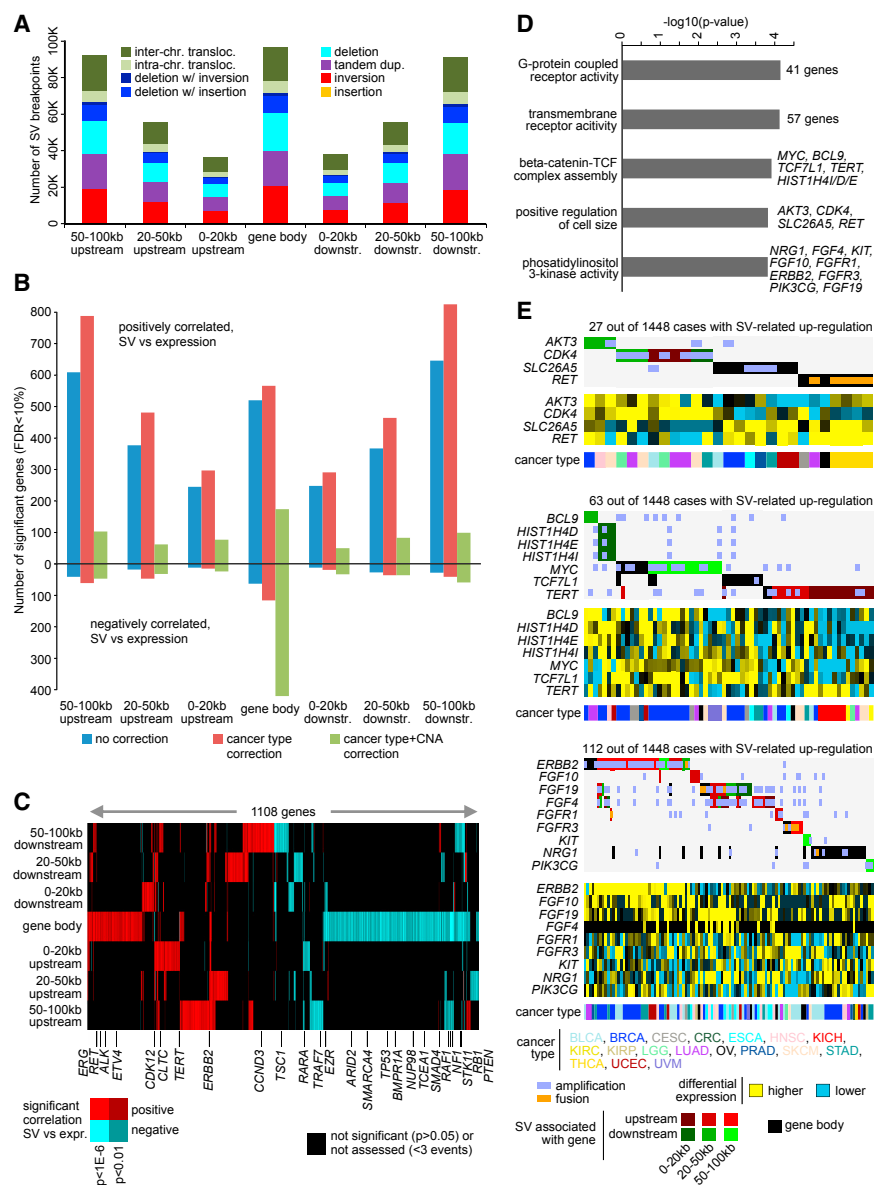 A
Number of SV breakpoints
100K
80K
60K
40K
20K
0
inter-chr. transloc.
intra-chr. transloc.
deletion w/ inversion
deletion w/ insertion
deletion
tandem dup.
inversion
insertion
50-100kb upstream
20-50kb upstream
0-20kb upstream
gene body
0-20kb downstr.
20-50kb downstr.
50-100kb downstr.
B
Number of significant genes (FDR<10%)
800
700
600
500
400
300
200
100
0
100
200
300
400
positively correlated,
SV vs expression
negatively correlated,
SV vs expression
50-100kb upstream
20-50kb upstream
0-20kb upstream
gene body
0-20kb downstr.
20-50kb downstr.
50-100kb downstr.
no correction
cancer type correction
cancer type+CNA correction
C
1108 genes
50-100kb downstream
20-50kb downstream
0-20kb downstream
gene body
0-20kb upstream
20-50kb upstream
50-100kb upstream
ERG
RET
ALK
ETV4
CDK12
CLTC
TERT
ERBB2
CCND3
TSC1
RARA
TRAF7
EZR
ARID2
SMARCA4
TP53
BMPR1A
NUP98
TCEA1
SMAD4
RAF1
NF1
STK11
RB1
PTEN
significant correlation SV vs expr.
positive
negative
p<1E-6
p<0.01
not significant (p>0.05) or
not assessed (<3 events)
D
-log10(p-value)
0
1
2
3
4
G-protein coupled receptor activity
41 genes
transmembrane receptor activity
57 genes
beta-catenin-TCF complex assembly
MYC, BCL9,
TCF7L1, TERT,
HIST1H4I/D/E
positive regulation of cell size
AKT3, CDK4,
SLC26A5, RET
phosatidylinositol 3-kinase activity
NRG1, FGF4, KIT,
FGF10, FGFR1,
ERBB2, FGFR3,
PIK3CG, FGF19
E
27 out of 1448 cases with SV-related up-regulation
AKT3
CDK4
SLC26A5
RET
AKT3
CDK4
SLC26A5
RET
cancer type
63 out of 1448 cases with SV-related up-regulation
BCL9
HIST1H4D
HIST1H4E
HIST1H4I
MYC
TCF7L1
TERT
BCL9
HIST1H4D
HIST1H4E
HIST1H4I
MYC
TCF7L1
TERT
cancer type
112 out of 1448 cases with SV-related up-regulation
ERBB2
FGF10
FGF19
FGF4
FGFR1
FGFR3
KIT
NRG1
PIK3CG
ERBB2
FGF10
FGF19
FGF4
FGFR1
FGFR3
KIT
NRG1
PIK3CG
cancer type
cancer type
BLCA, BRCA, CESC, CRC, ESCA, HNSC, KICH,
KIRC, KIRP, LGG, LUAD, OV, PRAD, SKCM, STAD,
THCA, UCEC, UVM
amplification
fusion
differential expression
higher
lower
SV associated with gene
upstream
downstream
0-20kb
20-50kb
50-100kb
gene body